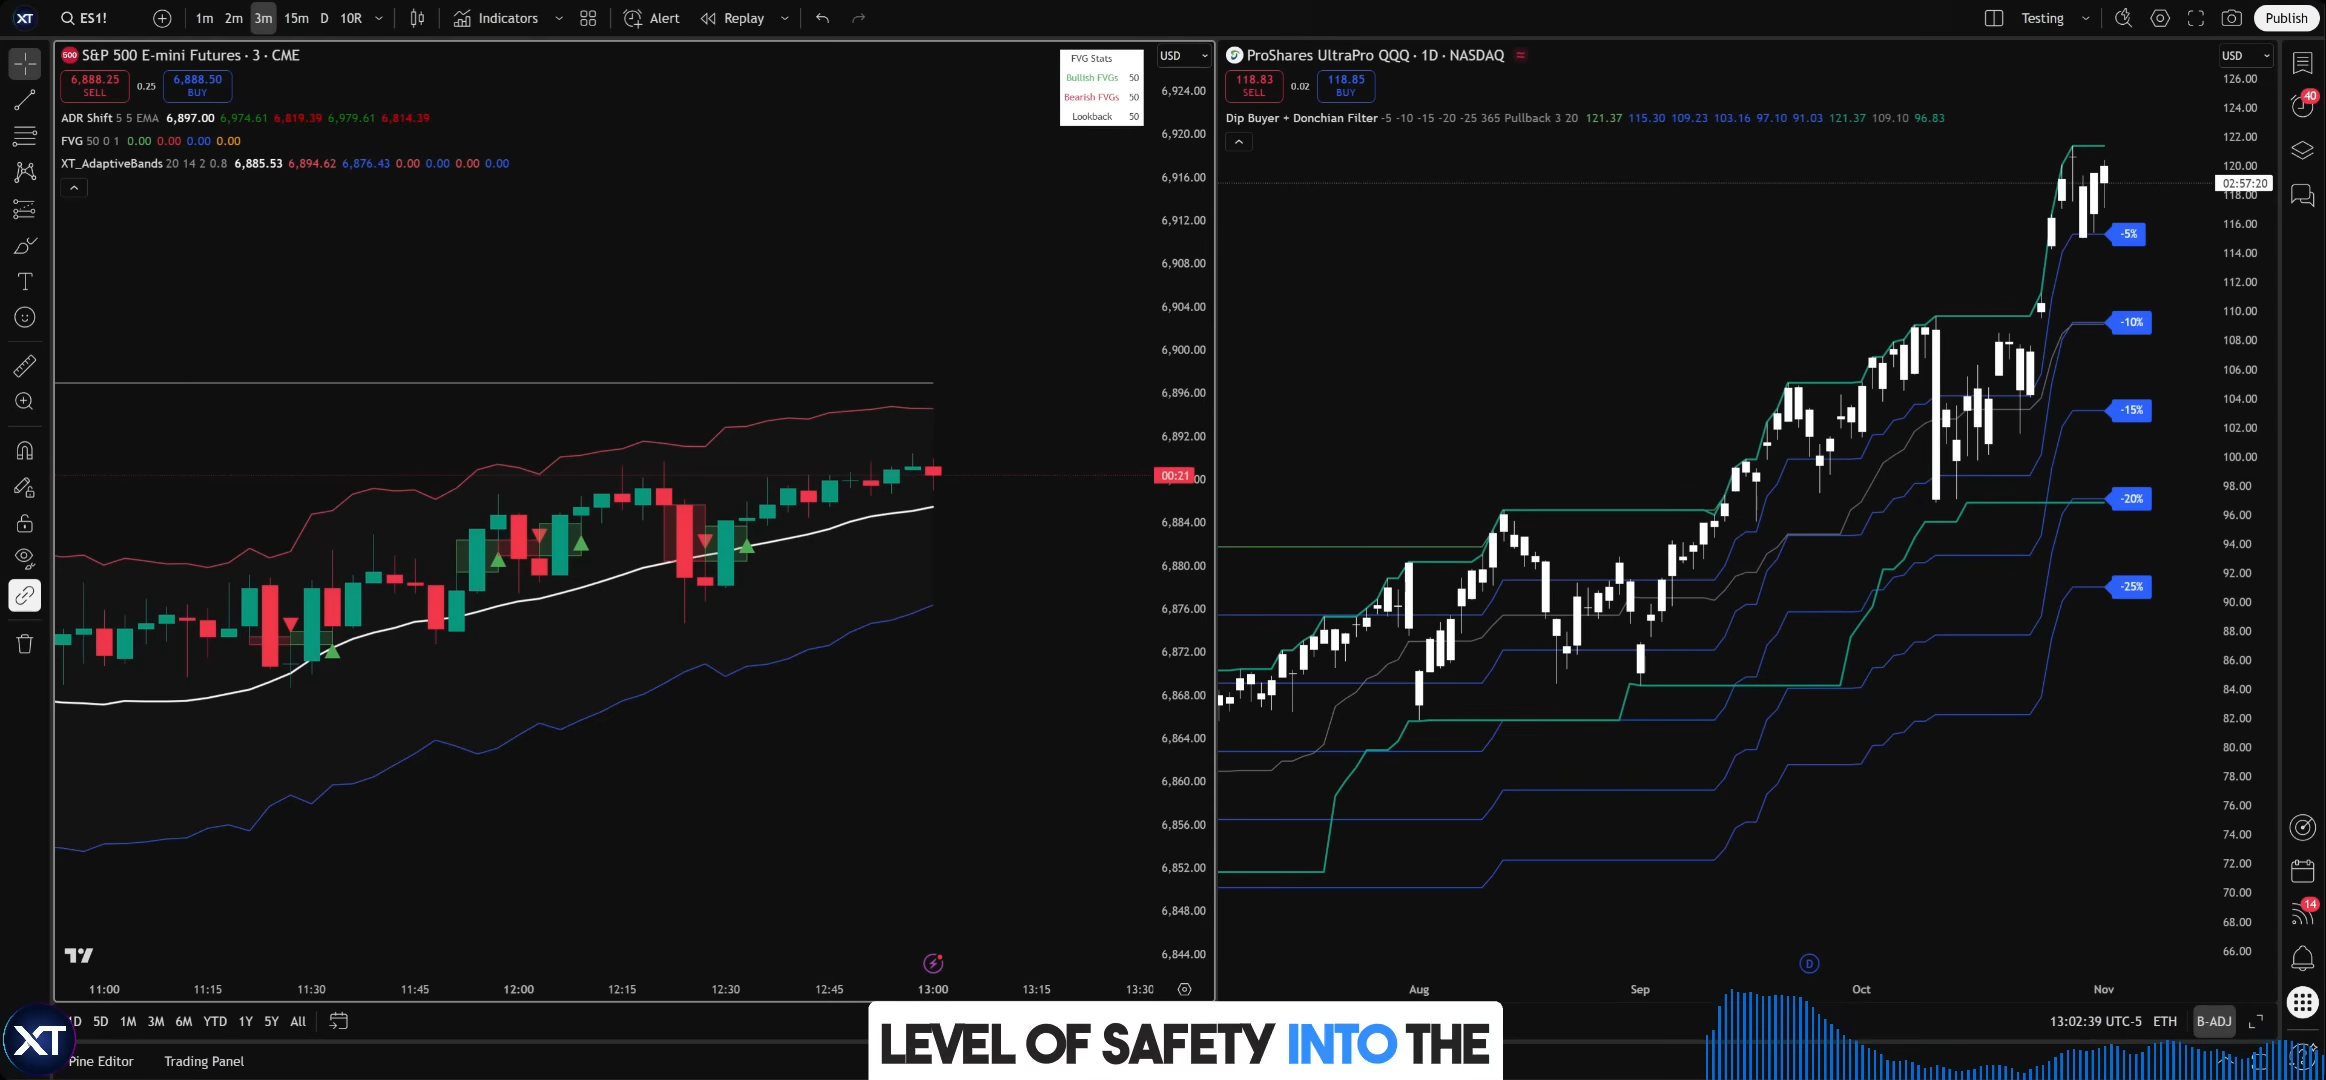 XT ES1! 1m 2m 3m 15m D 10R Indicators Alert Replay Testing Publish
S&P 500 E-mini Futures · 3 · CME
6,888.25 SELL 0.25 6,888.50 BUY
ADR Shift 5 5 EMA 6,897.00 6,974.61 6,819.39 6,979.61 6,814.39
FVG 50 0 1 0.00 0.00 0.00 0.00
XT_AdaptiveBands 20 14 2 0.8 6,885.53 6,894.62 6,876.43 0.00 0.00 0.00 0.00
FVG Stats
Bullish FVGs 50
Bearish FVGs 50
Lookback 50
USD
6,924.00
6,920.00
6,916.00
6,912.00
6,908.00
6,904.00
6,900.00
6,896.00
6,892.00
00:21
6,884.00
6,880.00
6,876.00
6,872.00
6,868.00
6,864.00
6,860.00
6,856.00
6,852.00
6,848.00
6,844.00
11:00 11:15 11:30 11:45 12:00 12:15 12:30 12:45 13:00 13:15 13:30
ProShares UltraPro QQQ · 1D · NASDAQ
118.83 SELL 0.02 118.85 BUY
Dip Buyer + Donchian Filter -5 -10 -15 -20 -25 365 Pullback 3 20 121.37 115.30 109.23 103.16 97.10 91.03 121.37 109.10 96.83
USD
126.00
124.00
122.00
120.00
02:57:20
118.00
116.00
114.00
112.00
110.00
108.00
106.00
104.00
102.00
100.00
98.00
96.00
94.00
92.00
90.00
88.00
86.00
84.00
82.00
80.00
78.00
76.00
74.00
72.00
70.00
68.00
66.00
-5%
-10%
-15%
-20%
-25%
D
Aug Sep Oct Nov
40
14
XT
D 5D 1M 3M 6M YTD 1Y 5Y All
13:02:39 UTC-5 ETH B-ADJ
Pine Editor Trading Panel
LEVEL OF SAFETY INTO THE